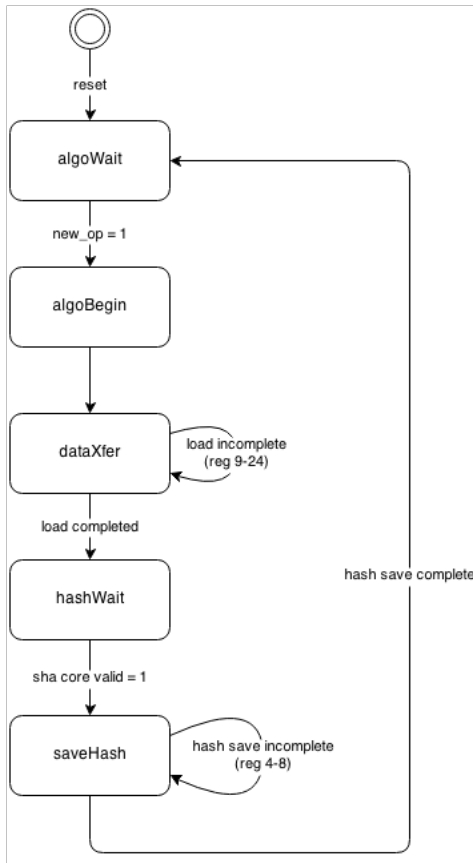 reset
algoWait
new_op = 1
algoBegin
dataXfer
load incomplete
(reg 9-24)
load completed
hashWait
hash save complete
sha core valid = 1
saveHash
hash save incomplete
(reg 4-8)